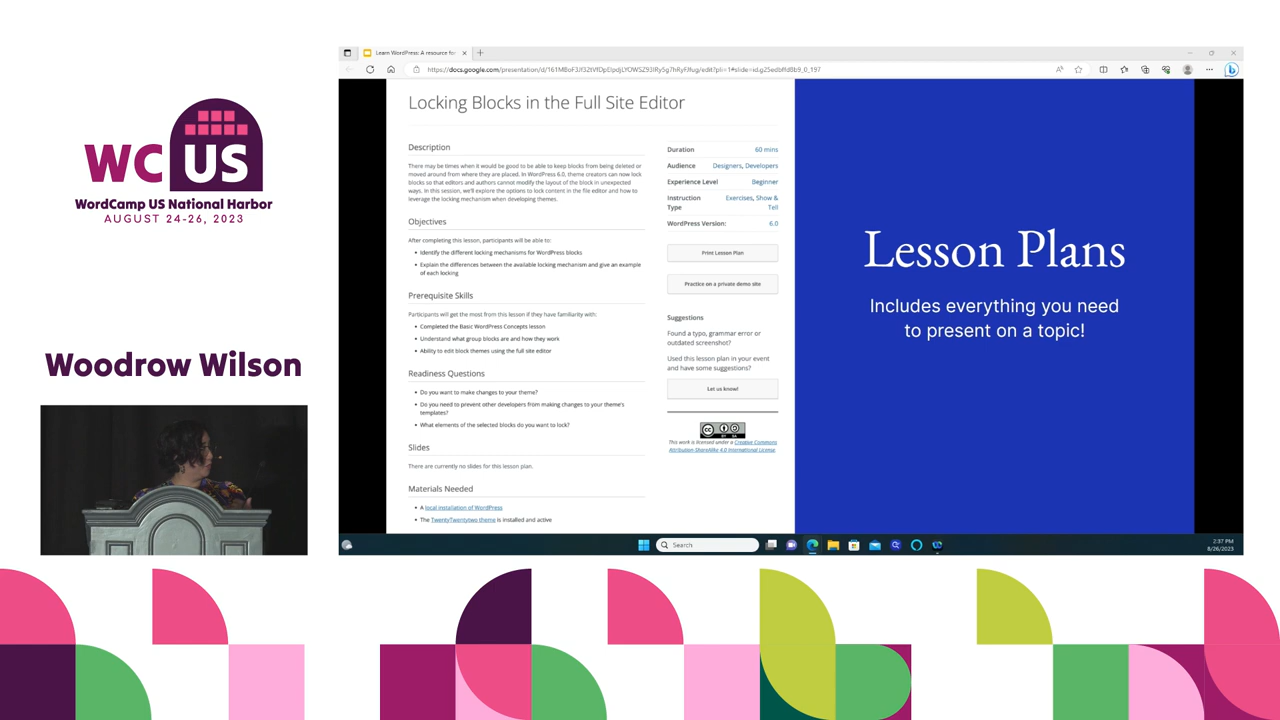 WC US
WordCamp US National Harbor
AUGUST 24-26, 2023
Woodrow Wilson
Learn WordPress: A resource for
Locking Blocks in the Full Site Editor
Description
There may be times when it would be good to be able to keep blocks from being deleted or
moved around from where they are placed. In WordPress 6.0, theme creators can now lock
blocks so that editors and authors cannot modify the layout of the block in unexpected
ways. In this session, we'll explore the options to lock content in the file editor and how to
leverage the locking mechanism when developing themes.
Objectives
After completing this lesson, participants will be able to:
Identify the different locking mechanisms for WordPress blocks
Explain the differences between the available locking mechanism and give an example
of each locking
Prerequisite Skills
Participants will get the most from this lesson if they have familiarity with:
Completed the Basic WordPress Concepts lesson
Understand what group blocks are and how they work
Ability to edit block themes using the full site editor
Readiness Questions
Do you want to make changes to your theme?
Do you need to prevent other developers from making changes to your theme's
templates?
What elements of the selected blocks do you want to lock?
Slides
There are currently no slides for this lesson plan.
Materials Needed
A local installation of WordPress
The TwentyTwentytwo theme is installed and active
Duration 60 mins
Audience Designers, Developers
Experience Level Beginner
Instruction Exercises, Show &
Type Tell
WordPress Version: 6.0
Print Lesson Plan
Practice on a private demo site
Suggestions
Found a typo, grammar error or
outdated screenshot?
Used this lesson plan in your event
and have some suggestions?
Let us know!
CC BY SA
This work is licensed under a Creative Commons
Attribution-ShareAlike 4.0 International License.
Lesson Plans
Includes everything you need
to present on a topic!
Search
2:37 PM
8/26/2023